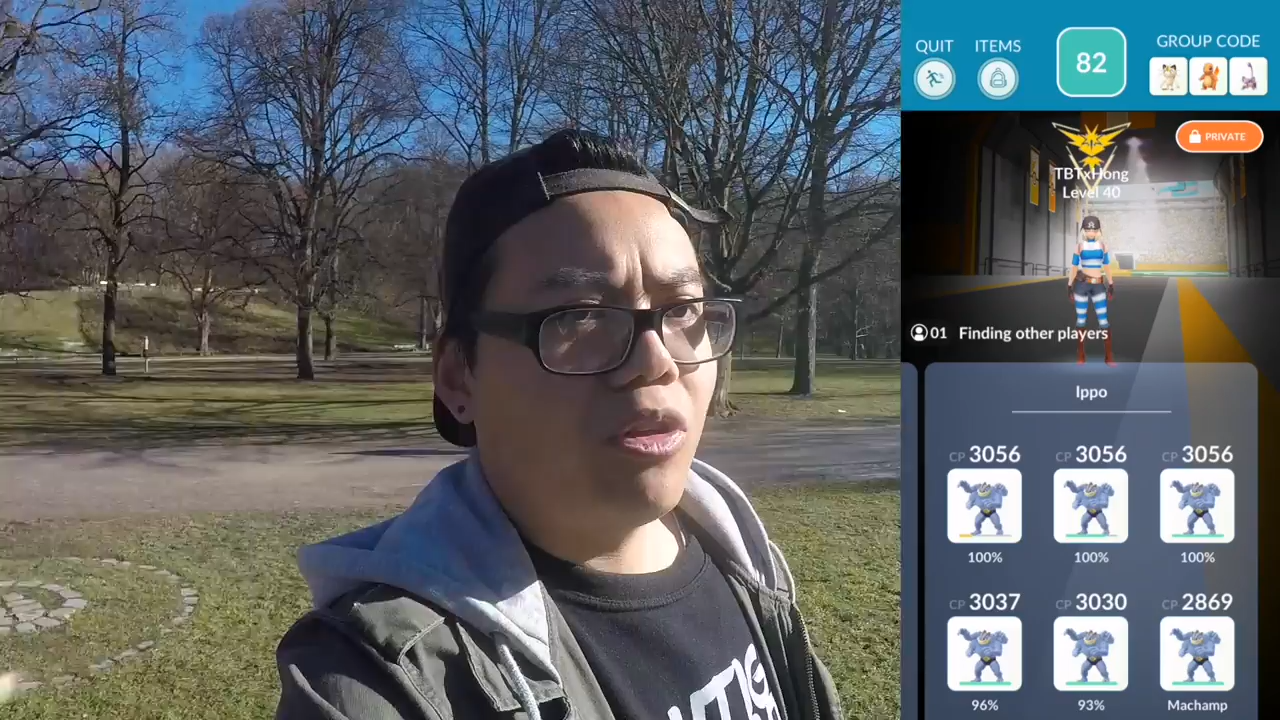 QUIT
ITEMS
82
GROUP CODE
PRIVATE
TBTxHong
Level 40
01 Finding other players
Ippo
CP 3056 CP 3056 CP 3056
100% 100% 100%
CP 3037 CP 3030 CP 2869
96% 93% Machamp